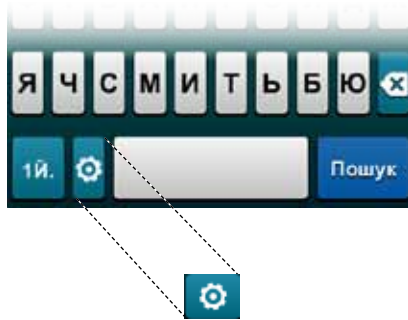 Я Ч С М И Т Ь Б Ю
1Й. Пошук